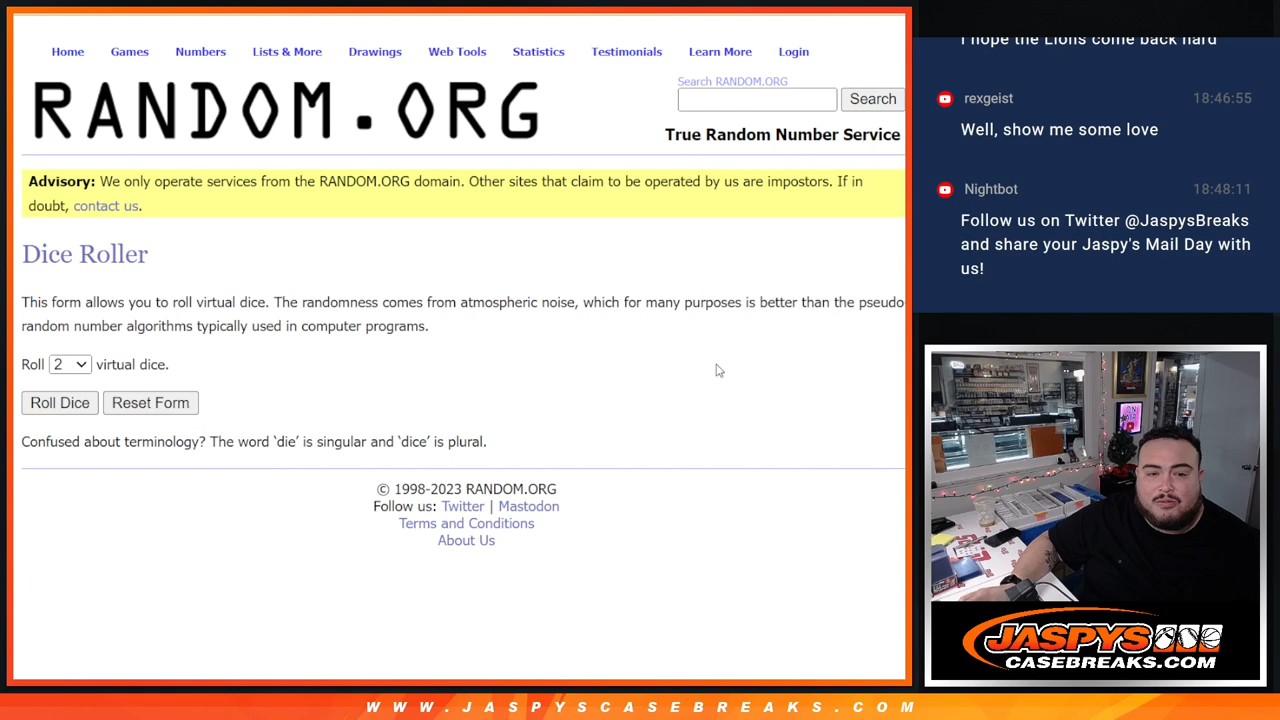 Home Games Numbers Lists & More Drawings Web Tools Statistics Testimonials Learn More Login
RANDOM.ORG
Search RANDOM.ORG
Search
True Random Number Service
Advisory: We only operate services from the RANDOM.ORG domain. Other sites that claim to be operated by us are impostors. If in
doubt, contact us.
Dice Roller
This form allows you to roll virtual dice. The randomness comes from atmospheric noise, which for many purposes is better than the pseudo
random number algorithms typically used in computer programs.
Roll 2 virtual dice.
Roll Dice Reset Form
Confused about terminology? The word ‘die’ is singular and ‘dice’ is plural.
© 1998-2023 RANDOM.ORG
Follow us: Twitter | Mastodon
Terms and Conditions
About Us
I hope the Lions come back hard
rexgeist 18:46:55
Well, show me some love
Nightbot 18:48:11
Follow us on Twitter @JaspysBreaks
and share your Jaspy's Mail Day with
us!
JASPYS
CASEBREAKS.COM
WWW.JASPYSCASEBREAKS.COM